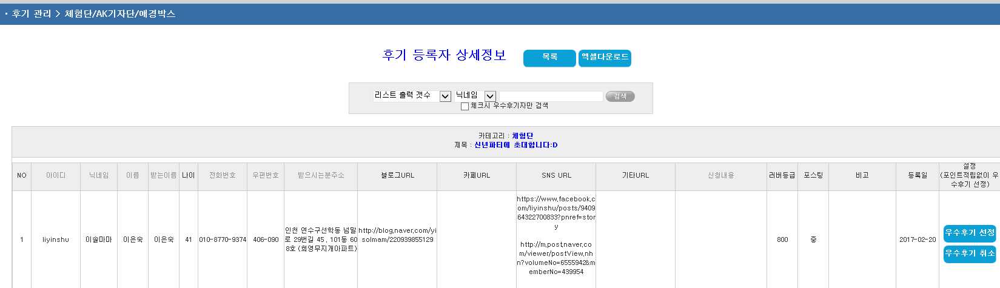 · 후기 관리 > 체험단/AK기자단/애경박스
후기 등록자 상세정보
목록
엑셀다운로드
리스트 출력 갯수
닉네임
검색
체크시 우수후기자만 검색
카테고리 : 체험단
제목 : 신년파티에 초대합니다:D
NO
아이디
닉네임
이름
받는이름
나이
전화번호
우편번호
받으시는분주소
블로그URL
카페URL
SNS URL
기타URL
신청내용
러버등급
포스팅
비고
등록일
설정
(포인트적립없이 우
수후기 선정)
1
liyinshu
이솔마마
이은숙
이은숙
41
010-8770-9374
406-090
인천 연수구선학동 넘말
로 29번길 45 , 101동 60
8호 (희영무지개아파트)
http://blog.naver.com/yi
solmam/220939855129
https://www.facebook.c
om/liyinshu/posts/9409
64322700833?pnref=stor
y
http://m.post.naver.co
m/viewer/postView.nh
n?volumeNo=6555942&m
emberNo=439954
800
중
2017-02-20
우수후기 선정
우수후기 취소